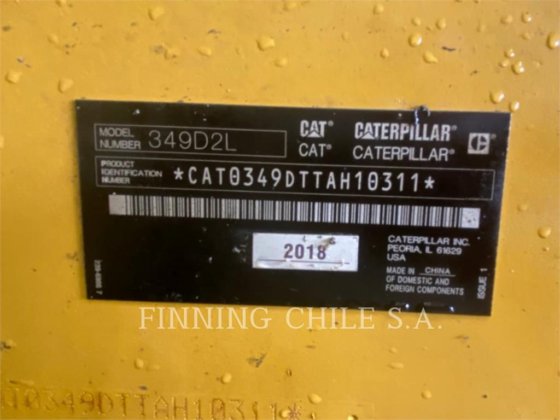 MODEL NUMBER 349D2L
CAT CATERPILLAR C
CAT® CATERPILLAR®
PRODUCT IDENTIFICATION NUMBER
*CAT0349DTTAH10311*
2018
CATERPILLAR INC.
PEORIA, IL 61629
USA
MADE IN CHINA
OF DOMESTIC AND
FOREIGN COMPONENTS
ISSUE 1
FINNING CHILE S.A.
T0349DTTAH10311*